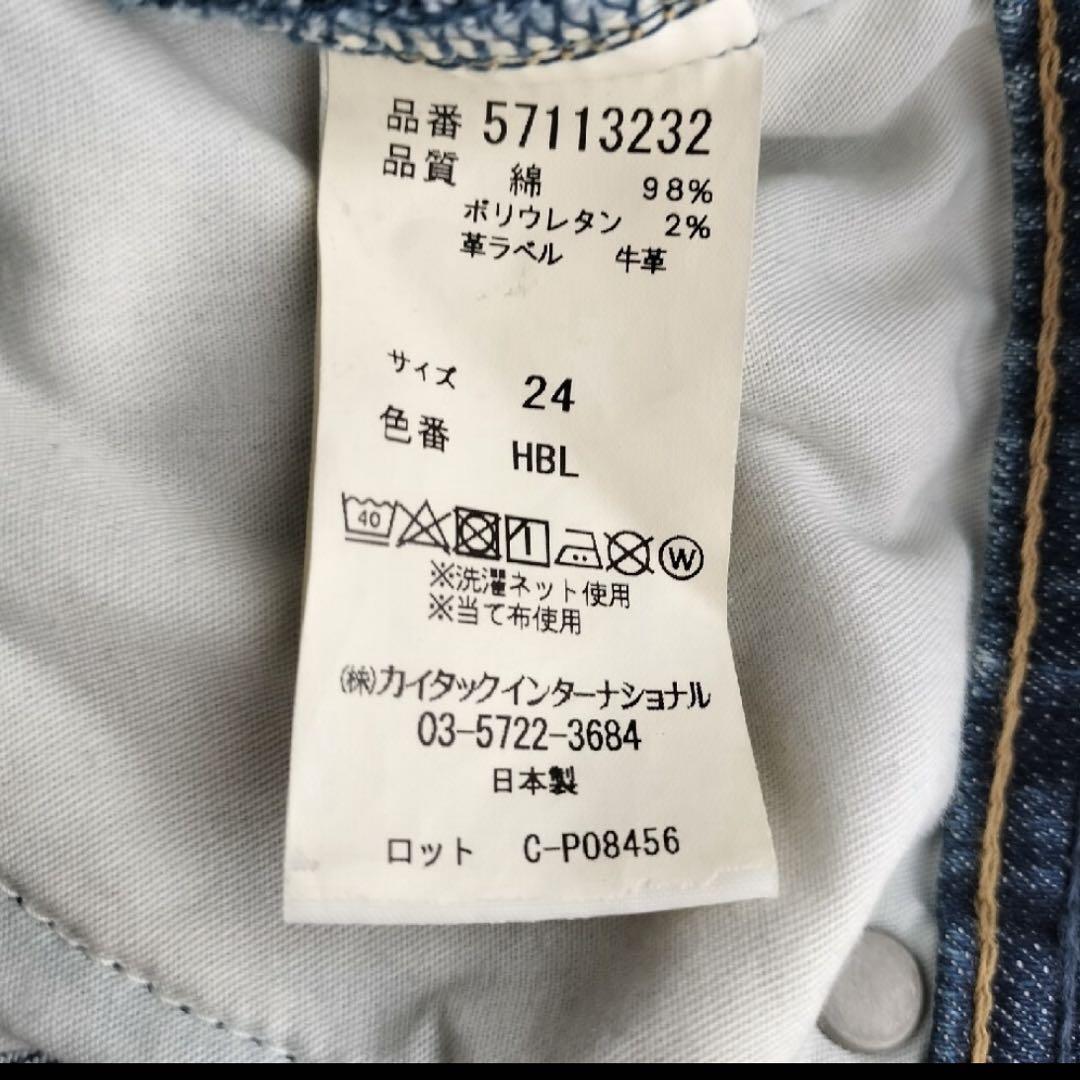 品番 57113232
品質 綿 98%
ポリウレタン 2%
革ラベル 牛革
サイズ 24
色番 HBL
40 W
※洗濯ネット使用
※当て布使用
㈱カイタックインターナショナル
03-5722-3684
日本製
ロット C-P08456